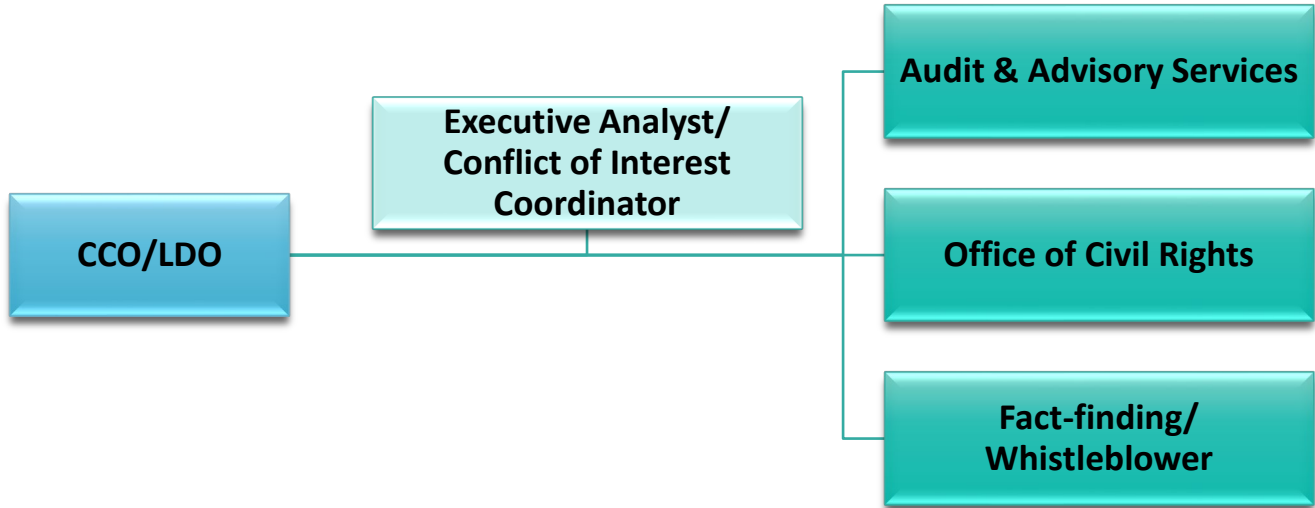 CCO/LDO
Executive Analyst/
Conflict of Interest
Coordinator
Audit & Advisory Services
Office of Civil Rights
Fact-finding/
Whistleblower